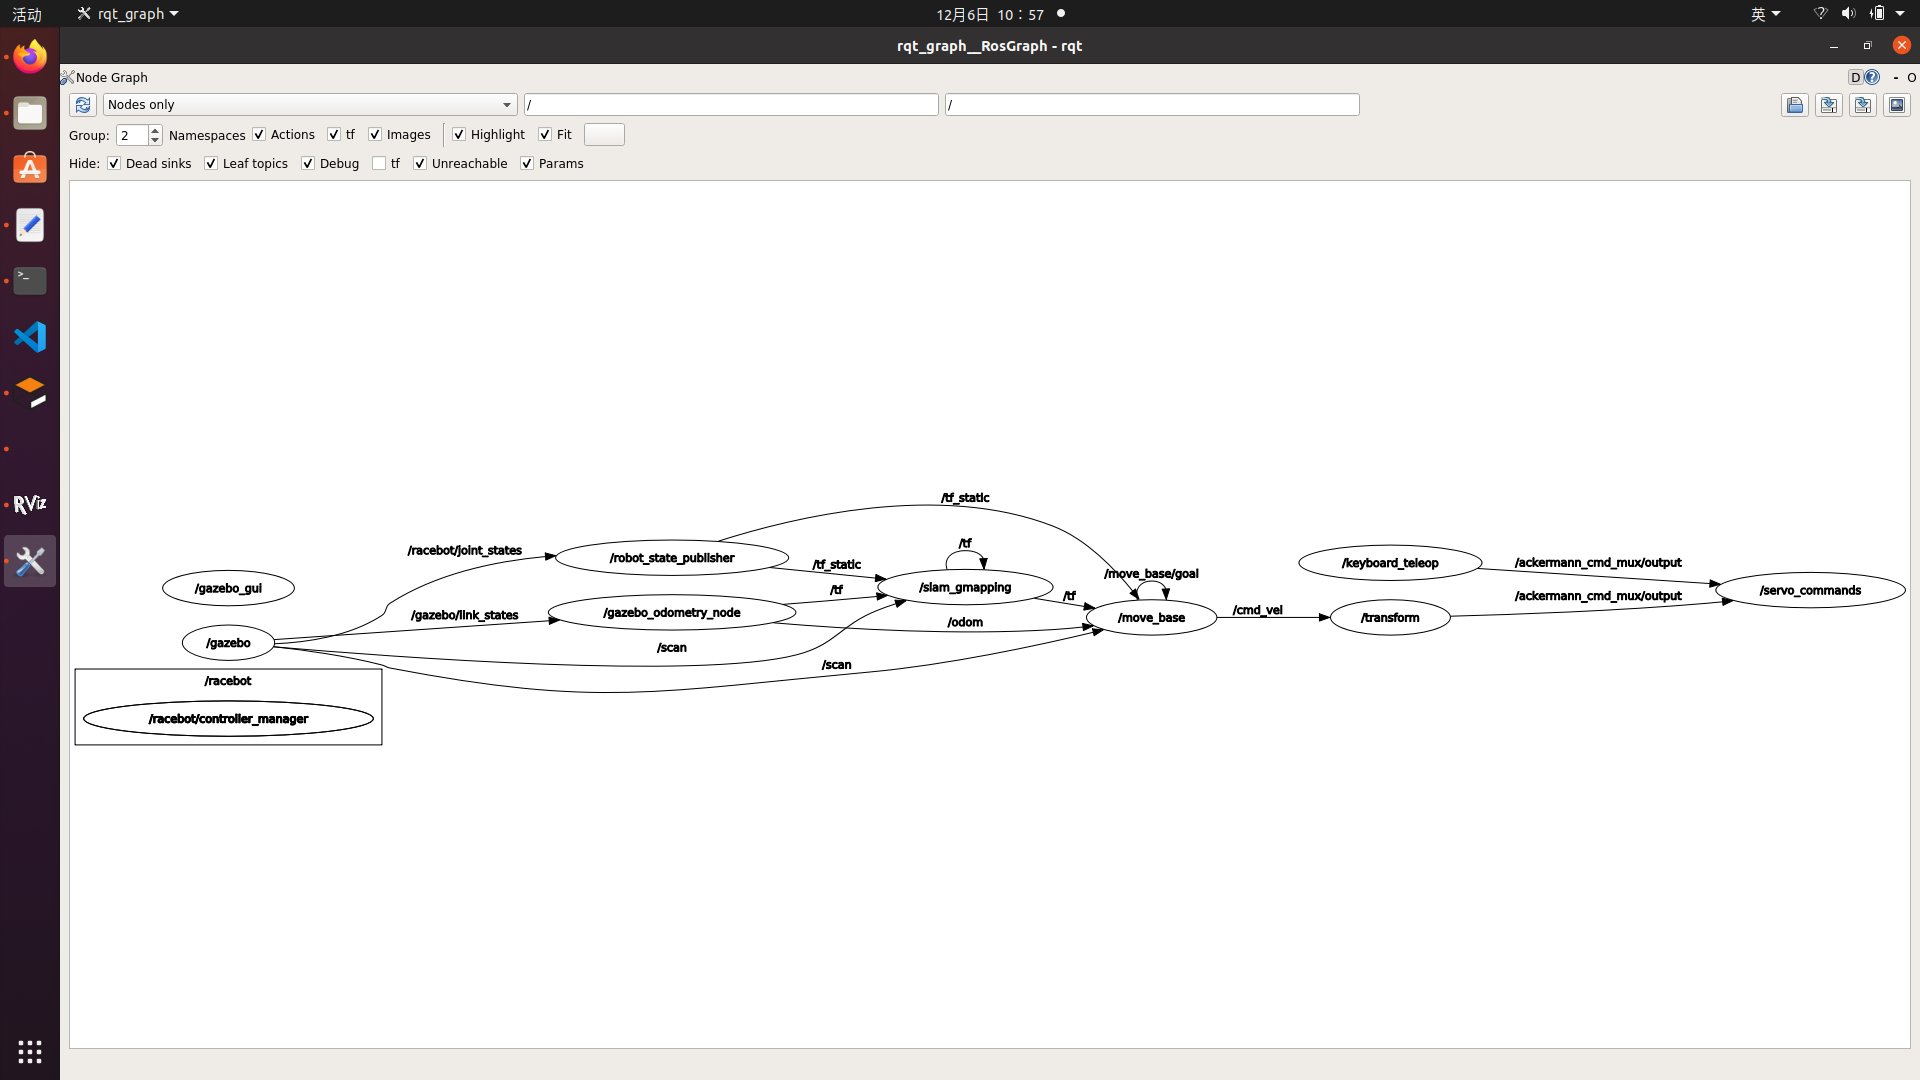 活动
rqt_graph
12月6日 10：57
英
rqt_graph__RosGraph - rqt
Node Graph
D
?
- O
Nodes only
/
/
Group: 2 Namespaces Actions tf Images Highlight Fit
Hide: Dead sinks Leaf topics Debug tf Unreachable Params
>_
RViz
/tf_static
/racebot/joint_states
/robot_state_publisher
/tf_static
/tf
/move_base/goal
/keyboard_teleop
/ackermann_cmd_mux/output
/gazebo_gui
/tf
/slam_gmapping
/tf
/servo_commands
/gazebo/link_states
/gazebo_odometry_node
/odom
/move_base
/cmd_vel
/transform
/ackermann_cmd_mux/output
/gazebo
/scan
/scan
/racebot
/racebot/controller_manager